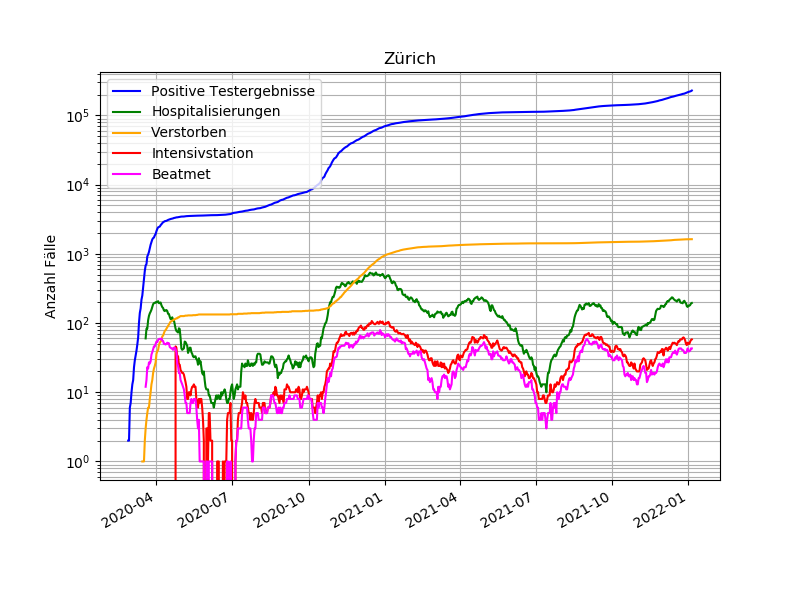 Zürich
Positive Testergebnisse
Hospitalisierungen
Verstorben
Intensivstation
Beatmet
Anzahl Fälle
10^5
10^4
10^3
10^2
10^1
10^0
2020-04 2020-07 2020-10 2021-01 2021-04 2021-07 2021-10 2022-01